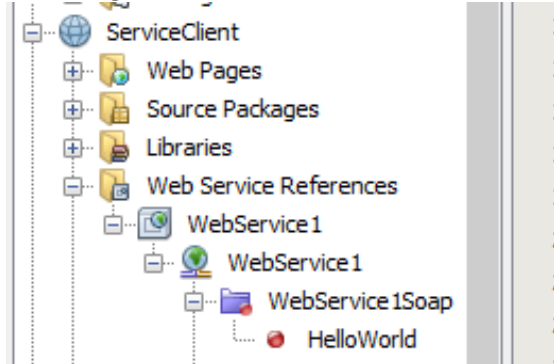 ServiceClient
Web Pages
Source Packages
Libraries
Web Service References
WebService1
WebService1
WebService1Soap
HelloWorld